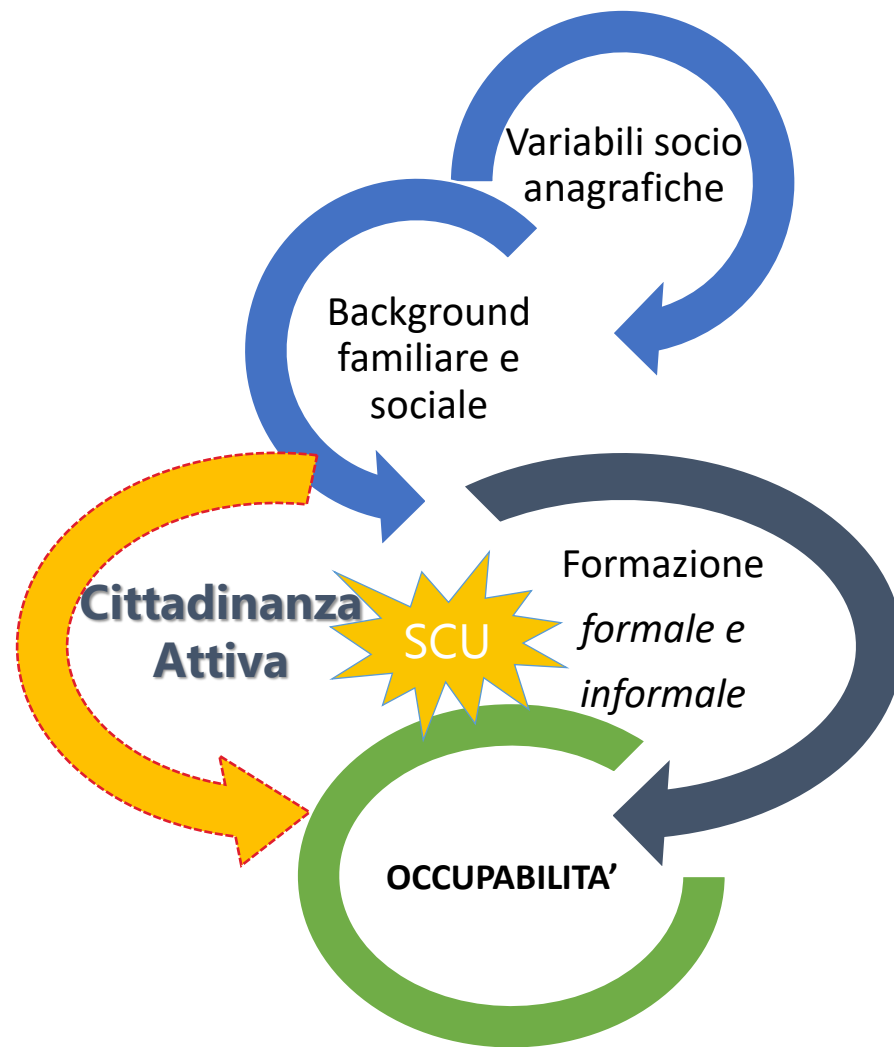 Variabili socio
anagrafiche
Background
familiare e
sociale
Cittadinanza
Attiva
SCU
Formazione
formale e
informale
OCCUPABILITA’